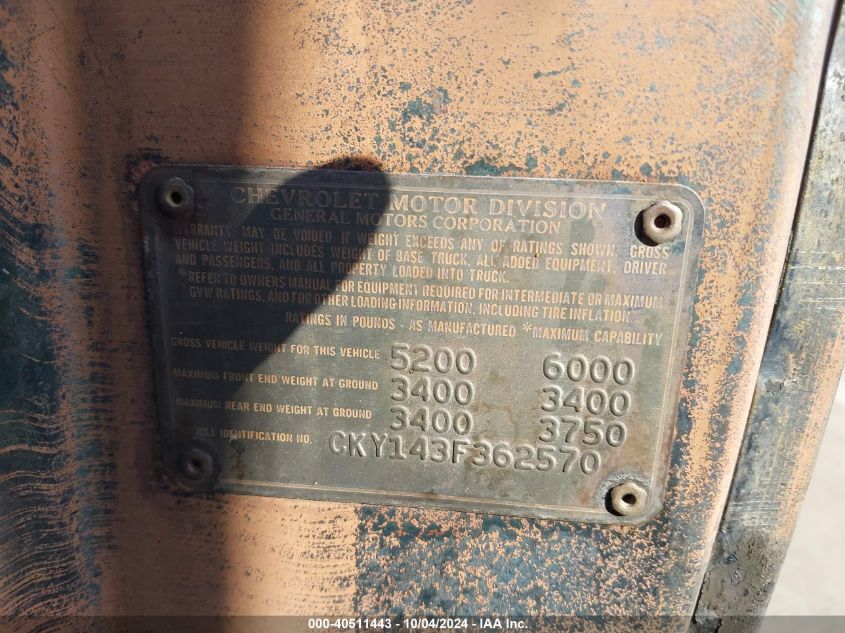 CHEVROLET MOTOR DIVISION
GENERAL MOTORS CORPORATION
WARRANTY MAY BE VOIDED IF WEIGHT EXCEEDS ANY OF RATINGS SHOWN. GROSS
VEHICLE WEIGHT INCLUDES WEIGHT OF BASE TRUCK, ALL ADDED EQUIPMENT, DRIVER
AND PASSENGERS, AND ALL PROPERTY LOADED INTO TRUCK.
*REFER TO OWNERS MANUAL FOR EQUIPMENT REQUIRED FOR INTERMEDIATE OR MAXIMUM
GVW RATINGS, AND FOR OTHER LOADING INFORMATION, INCLUDING TIRE INFLATION.
RATINGS IN POUNDS - AS MANUFACTURED *MAXIMUM CAPABILITY
GROSS VEHICLE WEIGHT FOR THIS VEHICLE 5200 6000
MAXIMUM FRONT END WEIGHT AT GROUND 3400 3400
MAXIMUM REAR END WEIGHT AT GROUND 3400 3750
VEHICLE IDENTIFICATION NO. CKY143F362570
000-40511443 - 10/04/2024 - IAA Inc.